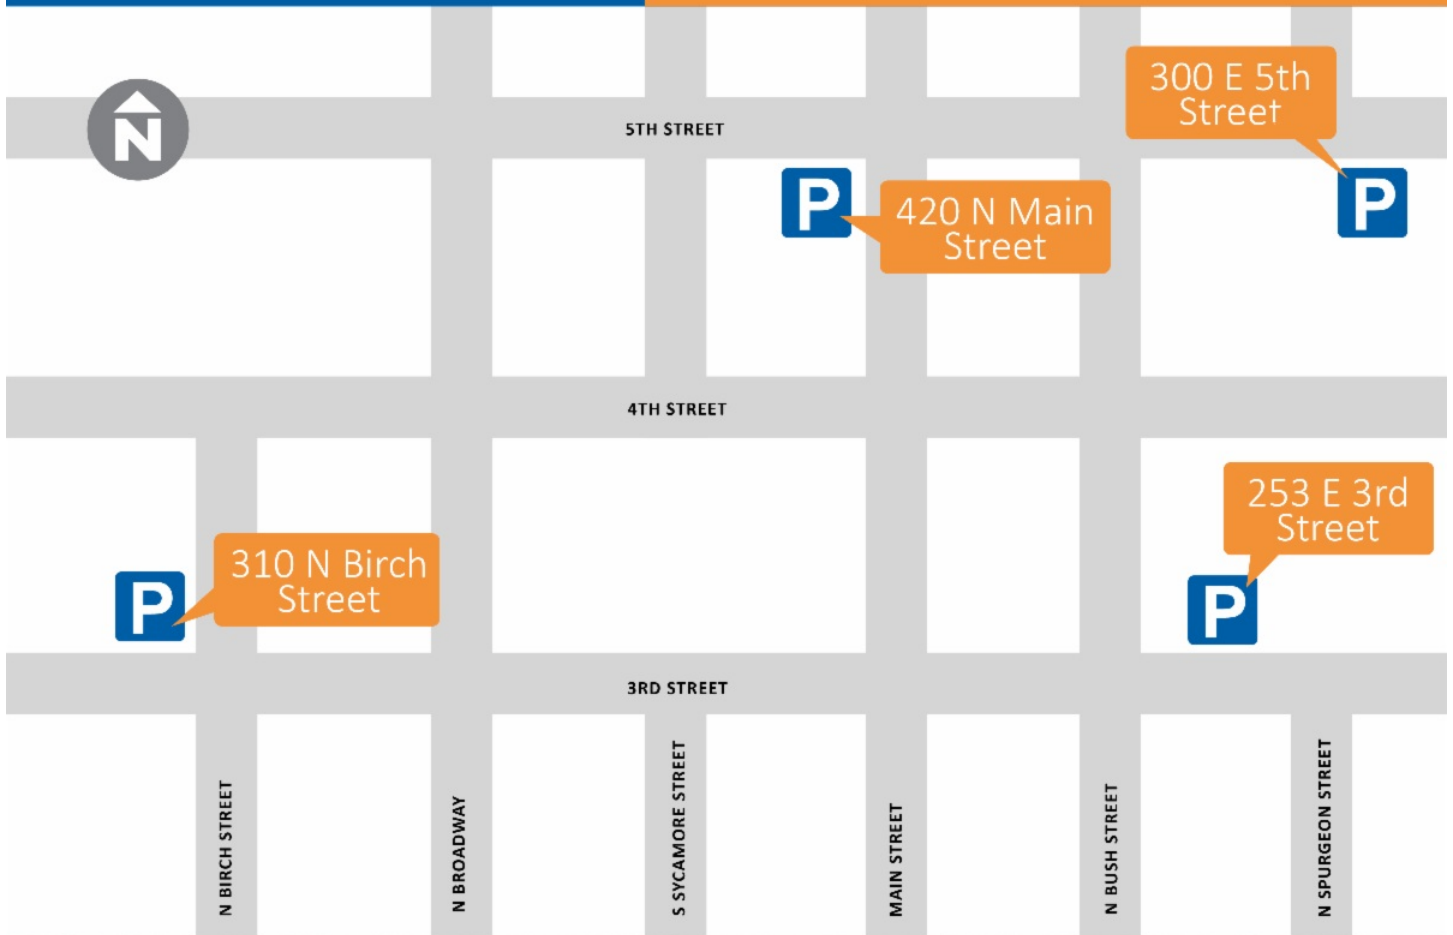 300 E 5th
Street
N
5TH STREET
P
420 N Main
Street
P
4TH STREET
253 E 3rd
Street
310 N Birch
Street
P
P
3RD STREET
N BIRCH STREET
N BROADWAY
S SYCAMORE STREET
MAIN STREET
N BUSH STREET
N SPURGEON STREET